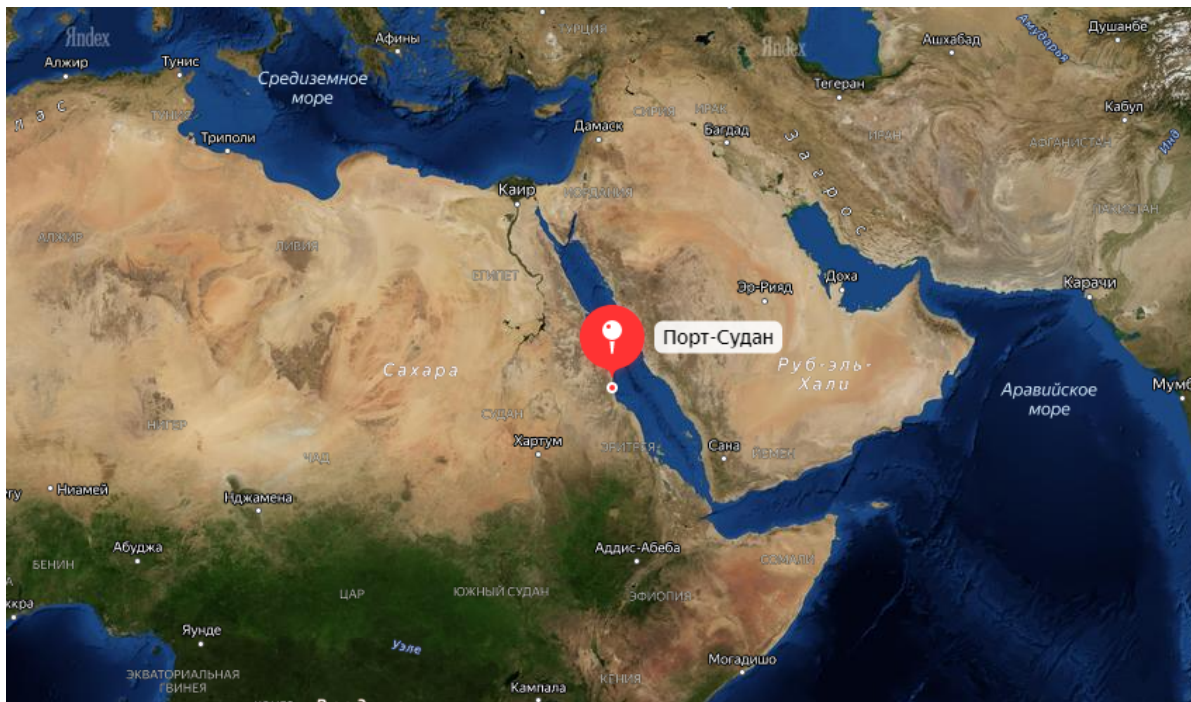 Яndex
Афины
ТУРЦИЯ
Яndex
Ашхабад
Амударья
Душанбе
Алжир
Тунис
Средиземное
море
Тегеран
Кабул
СИРИЯ
ИРАК
ТУНИС
Триполи
Дамаск
Багдад
Загрос
ИРАН
АФГАНИСТАН
Инд
Каир
ИОРДАНИЯ
ПАКИСТАН
АЛЖИР
ЛИВИЯ
ЕГИПЕТ
Эр-Рияд
Доха
Карачи
Порт-Судан
Сахара
Руб-эль-
Хали
Аравийское
море
Мумб
НИГЕР
СУДАН
Хартум
ЭРИТРЕЯ
Сана
ЙЕМЕН
ЧАД
Ниамей
Нджамена
Абуджа
Аддис-Абеба
СОМАЛИ
БЕНИН
ЦАР
ЮЖНЫЙ СУДАН
ЭФИОПИЯ
ккра
Яунде
Уэле
Могадишо
ЭКВАТОРИАЛЬНАЯ
ГВИНЕЯ
КЕНИЯ
Кампала